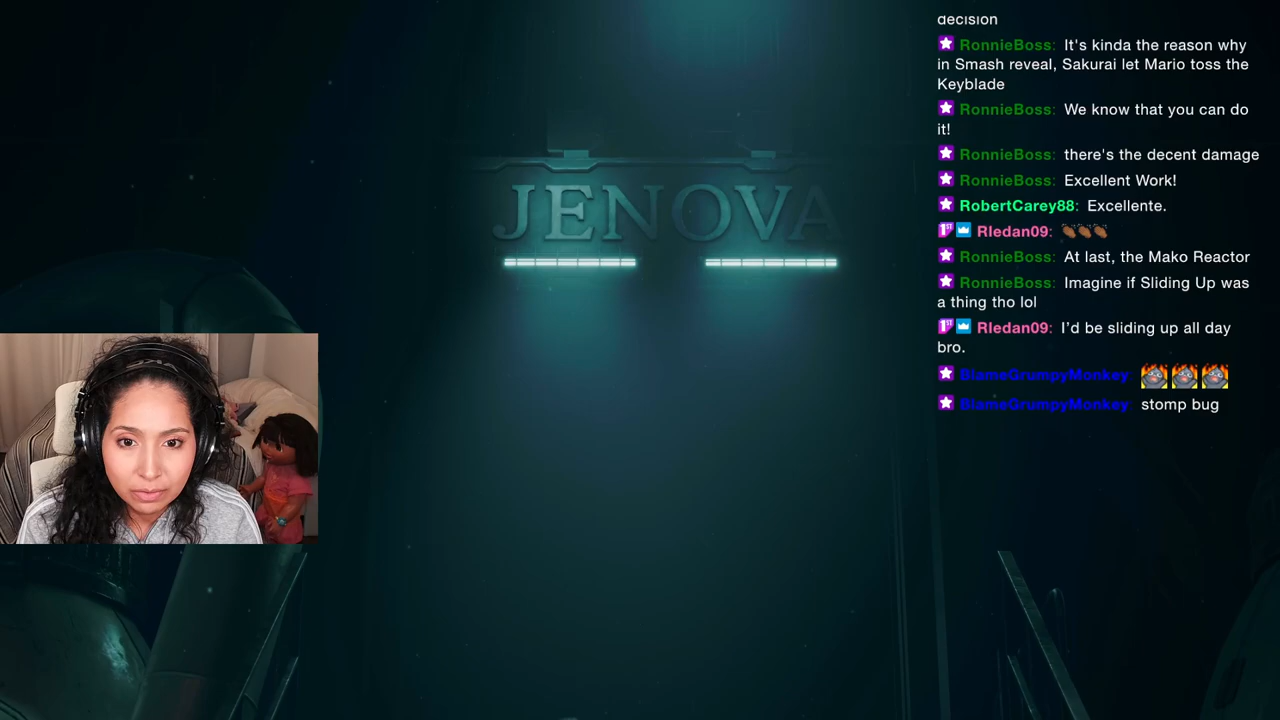 JENOVA
decision
RonnieBoss: It's kinda the reason why
in Smash reveal, Sakurai let Mario toss the
Keyblade
RonnieBoss: We know that you can do
it!
RonnieBoss: there's the decent damage
RonnieBoss: Excellent Work!
RobertCarey88: Excellente.
1ST Rledan09: 👏🏾👏🏾👏🏾
RonnieBoss: At last, the Mako Reactor
RonnieBoss: Imagine if Sliding Up was
a thing tho lol
1ST Rledan09: I'd be sliding up all day
bro.
BlameGrumpyMonkey:
BlameGrumpyMonkey: stomp bug